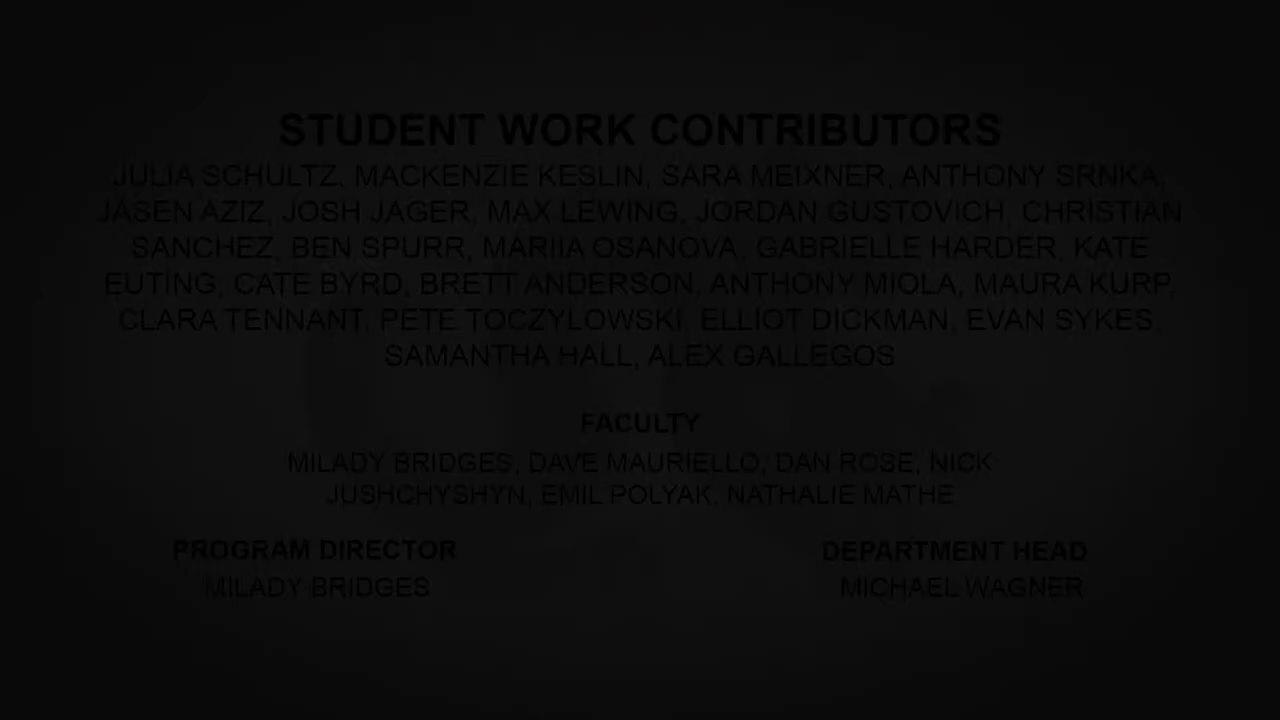 STUDENT WORK CONTRIBUTORS
JULIA SCHULTZ, MACKENZIE KESLIN, SARA MEIXNER, ANTHONY SRNKA,
JASEN AZIZ, JOSH JAGER, MAX LEWING, JORDAN GUSTOVICH, CHRISTIAN
SANCHEZ, BEN SPURR, MARIIA OSANOVA, GABRIELLE HARDER, KATE
EUTING, CATE BYRD, BRETT ANDERSON, ANTHONY MIOLA, MAURA KURP,
CLARA TENNANT, PETE TOCZYLOWSKI, ELLIOT DICKMAN, EVAN SYKES,
SAMANTHA HALL, ALEX GALLEGOS
FACULTY
MILADY BRIDGES, DAVE MAURIELLO, DAN ROSE, NICK
JUSHCHYSHYN, EMIL POLYAK, NATHALIE MATHE
PROGRAM DIRECTOR
MILADY BRIDGES
DEPARTMENT HEAD
MICHAEL WAGNER